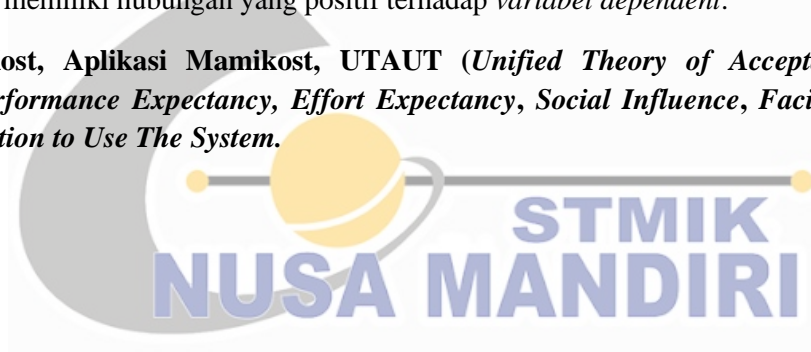 memiliki hubungan yang positif terhadap variabel dependent.
ost, Aplikasi Mamikost, UTAUT (Unified Theory of Accept
rformance Expectancy, Effort Expectancy, Social Influence, Faci
tion to Use The System.
STMIK
NUSA MANDIRI